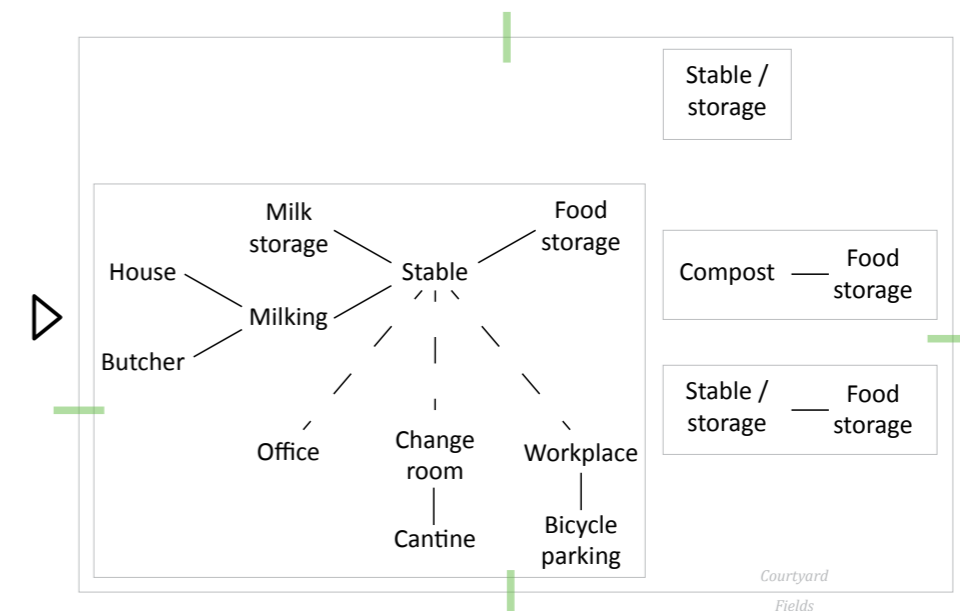 Stable /
storage
Milk
storage
Food
storage
House
Stable
Milking
Butcher
Compost
Food
storage
Stable /
storage
Food
storage
Office
Change
room
Workplace
Cantine
Bicycle
parking
Courtyard
Fields